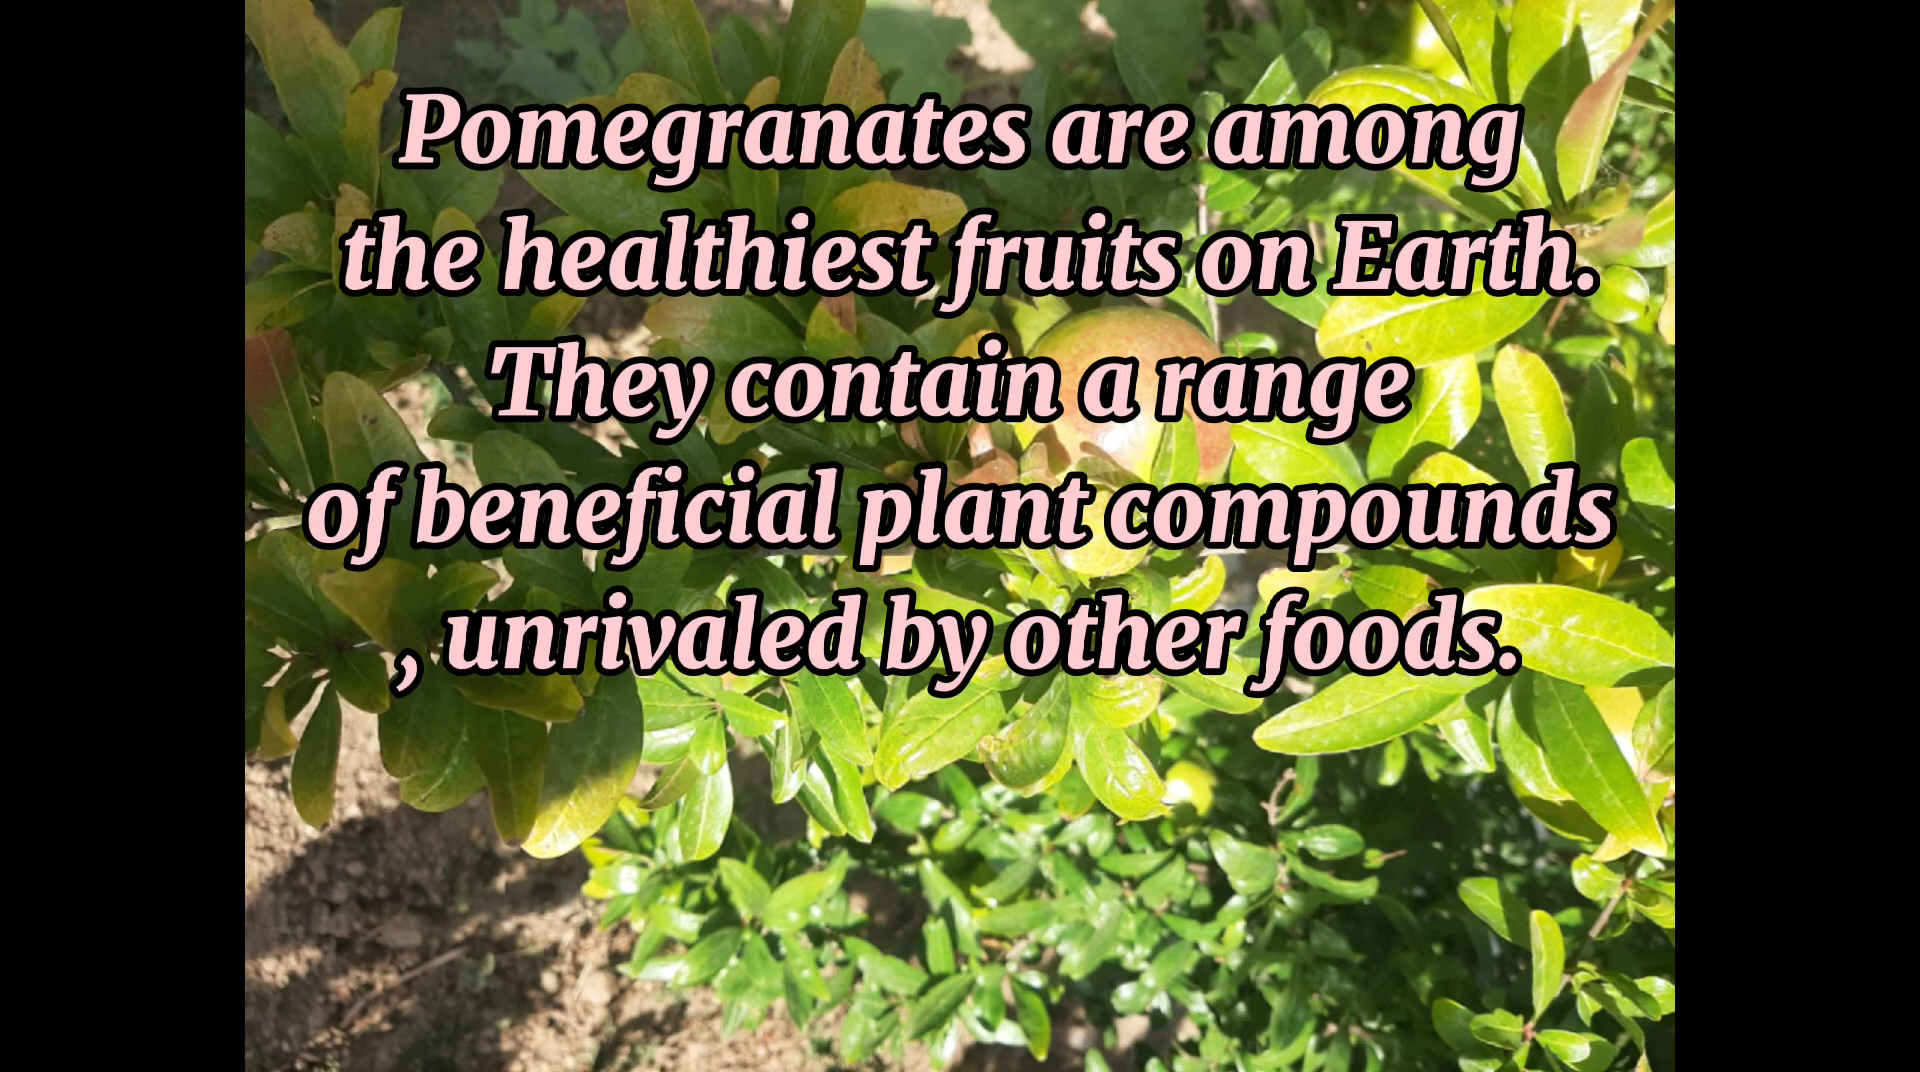 Pomegranates are among
the healthiest fruits on Earth.
They contain a range
of beneficial plant compounds
, unrivaled by other foods.